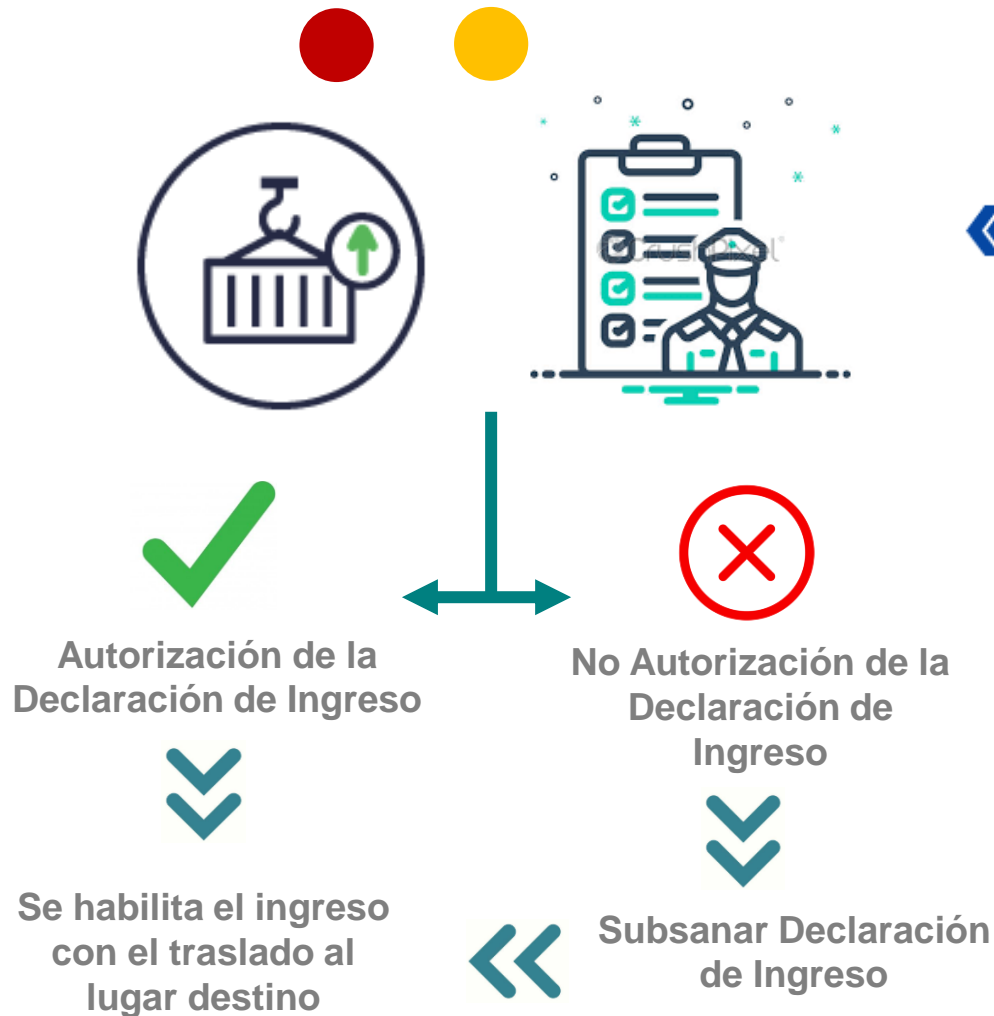 CrushPixel
Autorización de la
Declaración de Ingreso
No Autorización de la
Declaración de
Ingreso
Se habilita el ingreso
con el traslado al
lugar destino
Subsanar Declaración
de Ingreso